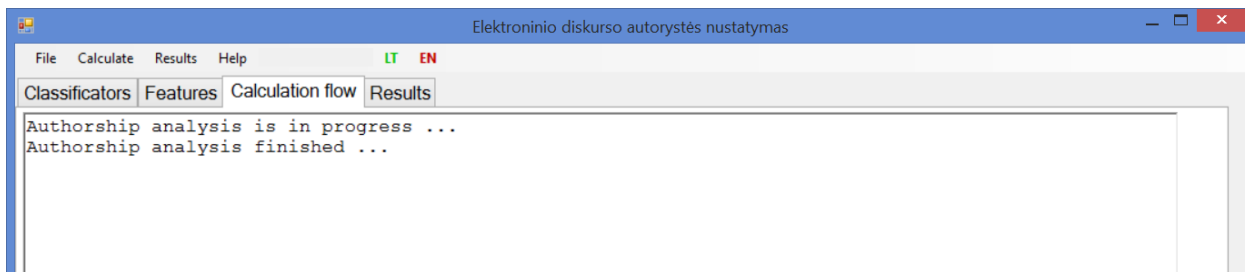 Elektroninio diskurso autorystės nustatymas
File Calculate Results Help LT EN
Classificators Features Calculation flow Results
Authorship analysis is in progress ...
Authorship analysis finished ...